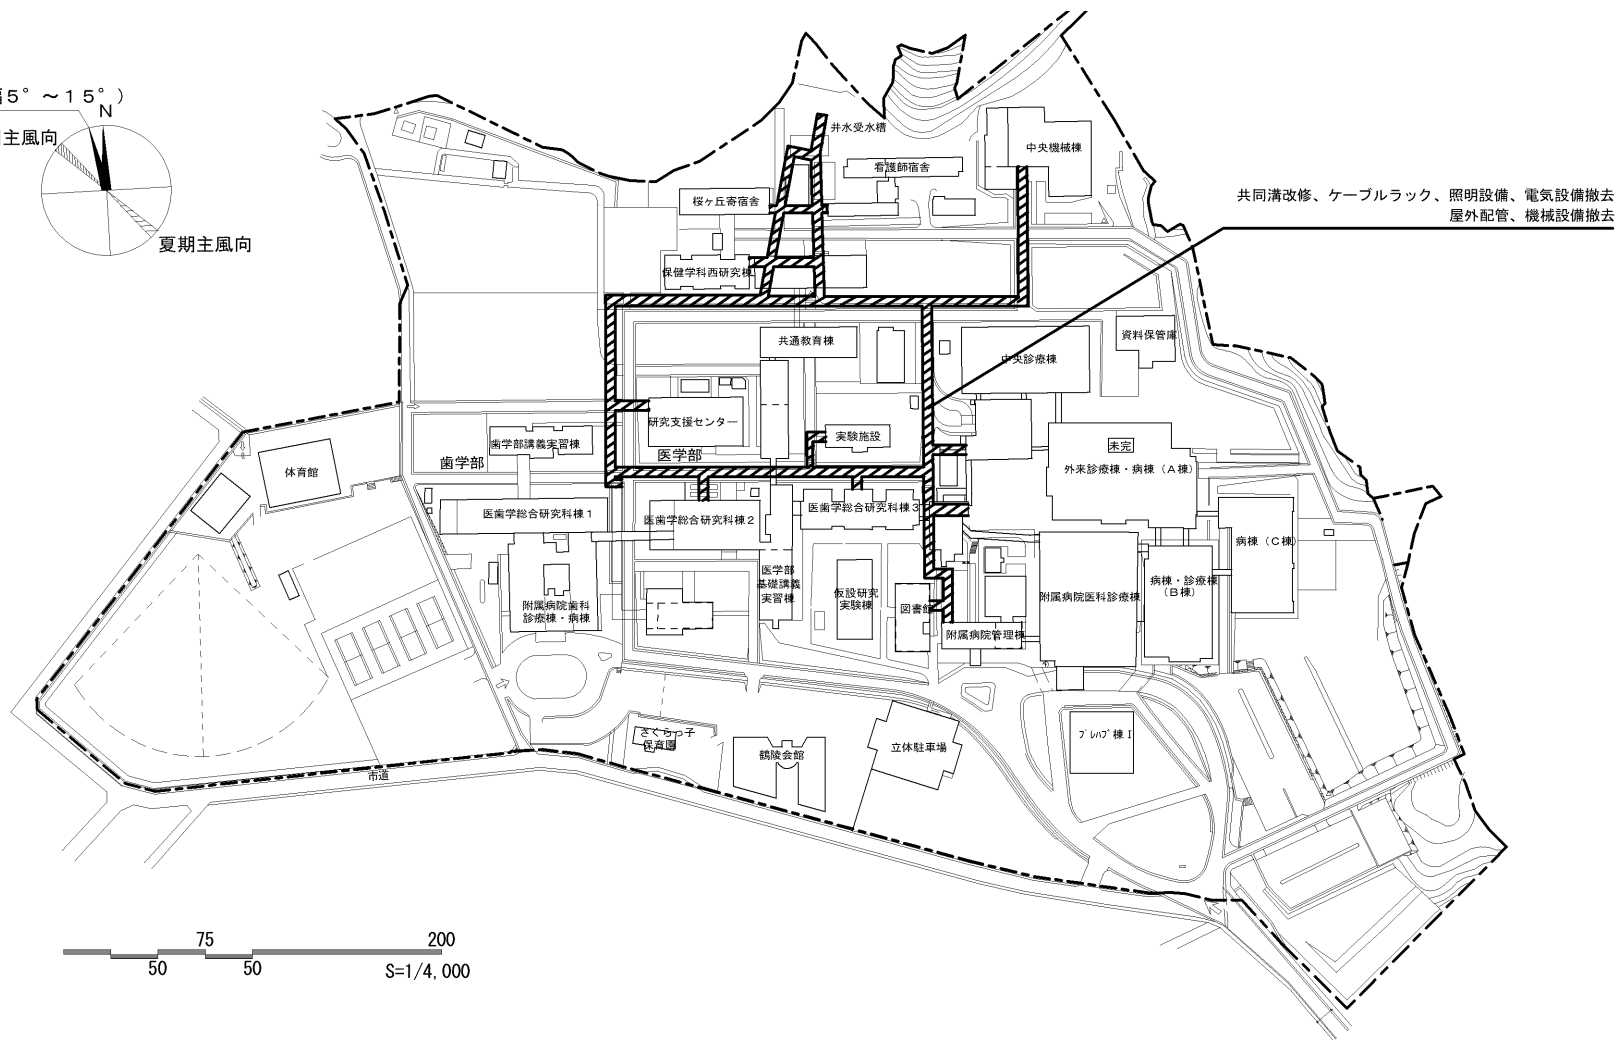 5°～15°)
N
主風向
夏期主風向
井水受水槽
中央機械棟
看護師宿舎
桜ヶ丘寄宿舎
共同溝改修、ケーブルラック、照明設備、電気設備撤去
屋外配管、機械設備撤去
保健学科西研究棟
共通教育棟
資料保管庫
中央診療棟
研究支援センター
実験施設
未完
歯学部講義実習棟
医学部
歯学部
体育館
外来診療棟・病棟（A棟）
医歯学総合研究科棟１
医歯学総合研究科棟２
医歯学総合研究科棟３
病棟（C棟）
医学部
基礎講義
実習棟
仮設研究
実験棟
図書館
附属病院歯科
診療棟・病棟
附属病院医科診療棟
病棟・診療棟
（B棟）
附属病院管理棟
さくらっ子
保育園
鶴陵会館
立体駐車場
ﾌﾟﾚﾊﾌﾞ棟Ⅰ
市道
75
200
50
50
S=1/4,000